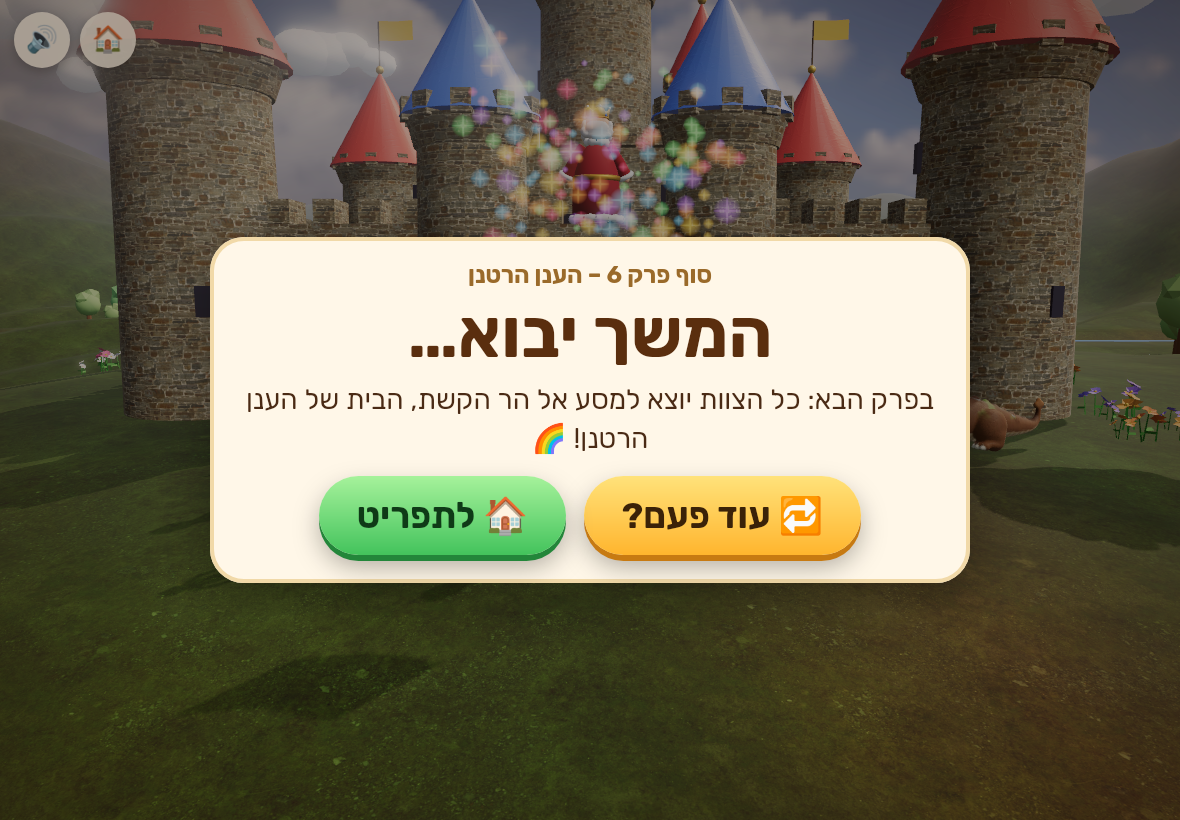 סוף פרק 6 – הענן הרטנן
המשך יבוא...
בפרק הבא: כל הצוות יוצא למסע אל הר הקשת, הבית של הענן
הרטנן! 🌈
🔁 עוד פעם?
🏠 לתפריט